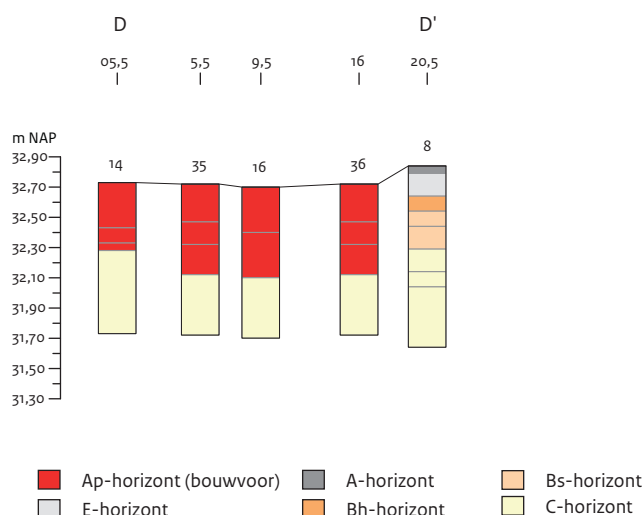 D D'
05,5 5,5 9,5 16 20,5
m NAP
8
32,90
14 35 16 36
32,70
32,50
32,30
32,10
31,90
31,70
31,50
31,30
Ap-horizont (bouwvoor) A-horizont Bs-horizont
E-horizont Bh-horizont C-horizont